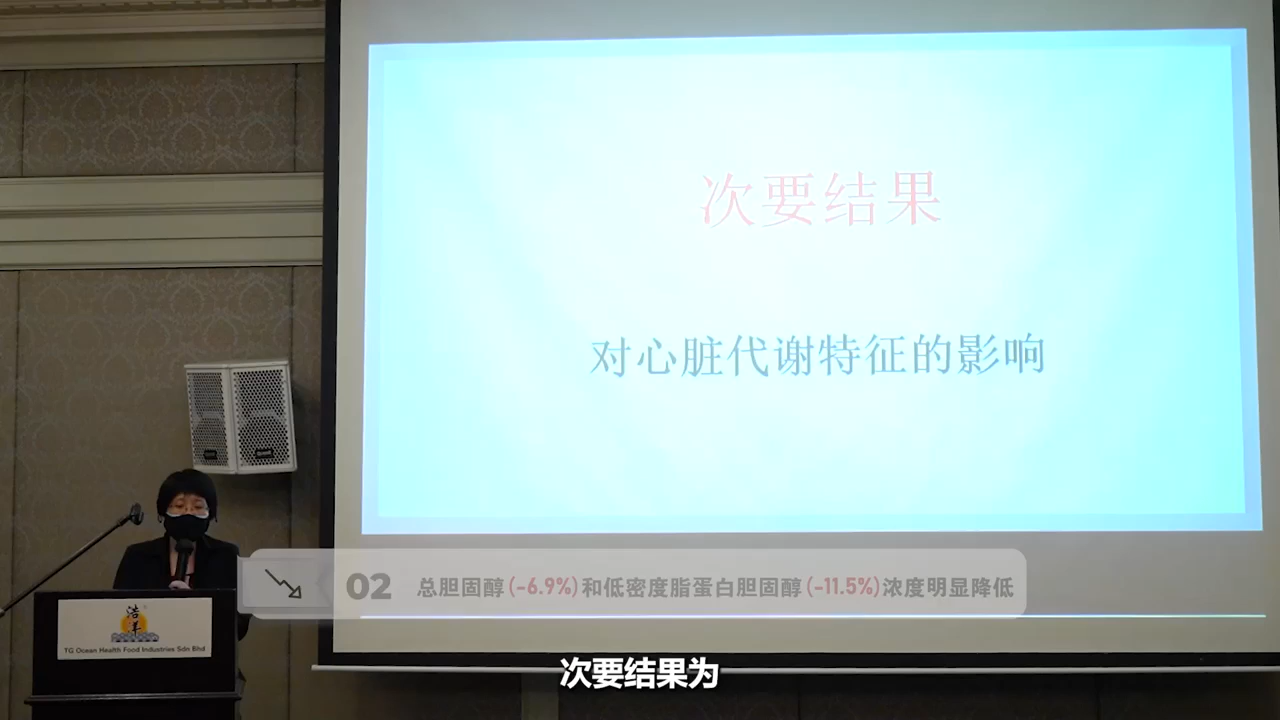 次要结果
对心脏代谢特征的影响
02 总胆固醇(-6.9%)和低密度脂蛋白胆固醇(-11.5%)浓度明显降低
浩洋
TG Ocean Health Food Industries Sdn Bhd
次要结果为